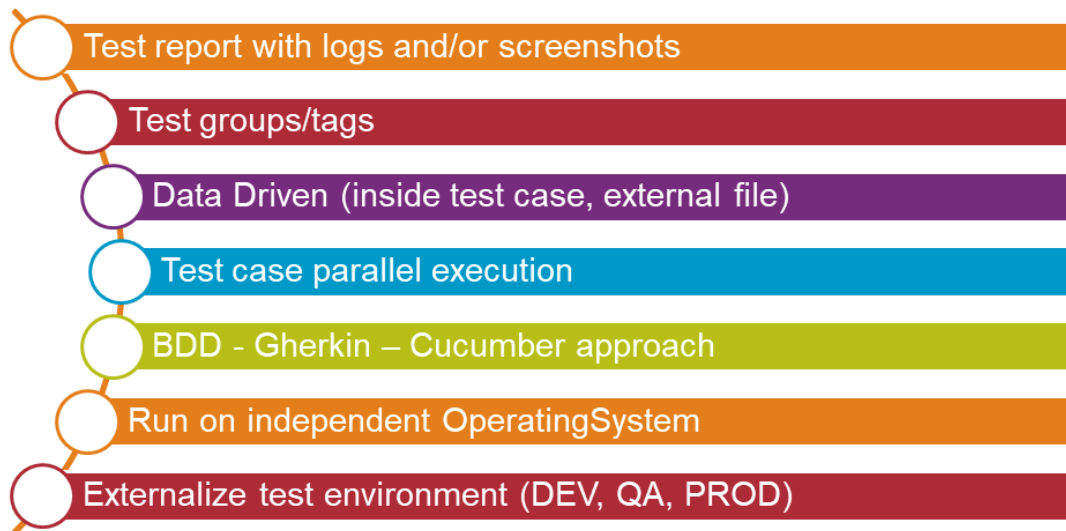 Test report with logs and/or screenshots
Test groups/tags
Data Driven (inside test case, external file)
Test case parallel execution
BDD - Gherkin – Cucumber approach
Run on independent OperatingSystem
Externalize test environment (DEV, QA, PROD)